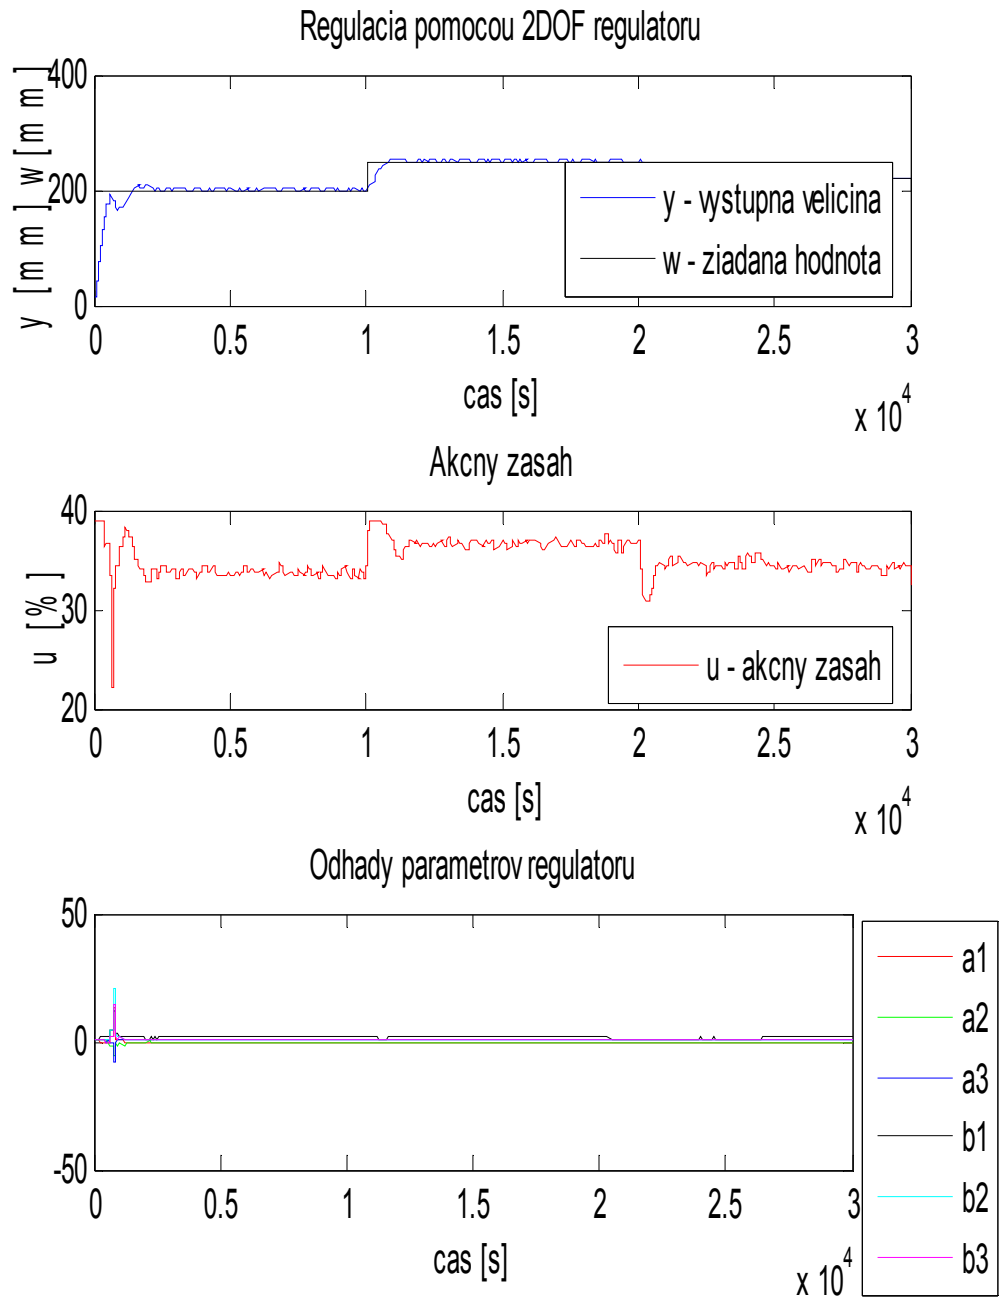 Regulacia pomocou 2DOF regulatoru
y [m m] w [m m]
400
200
0
0 0.5 1 1.5 2 2.5 3
cas [s]
x 10^4
y - vystupna velicina
w - ziadana hodnota
Akcny zasah
u [%]
40
30
20
0 0.5 1 1.5 2 2.5 3
cas [s]
x 10^4
u - akcny zasah
Odhady parametrov regulatoru
50
0
-50
0 0.5 1 1.5 2 2.5 3
cas [s]
x 10^4
a1
a2
a3
b1
b2
b3